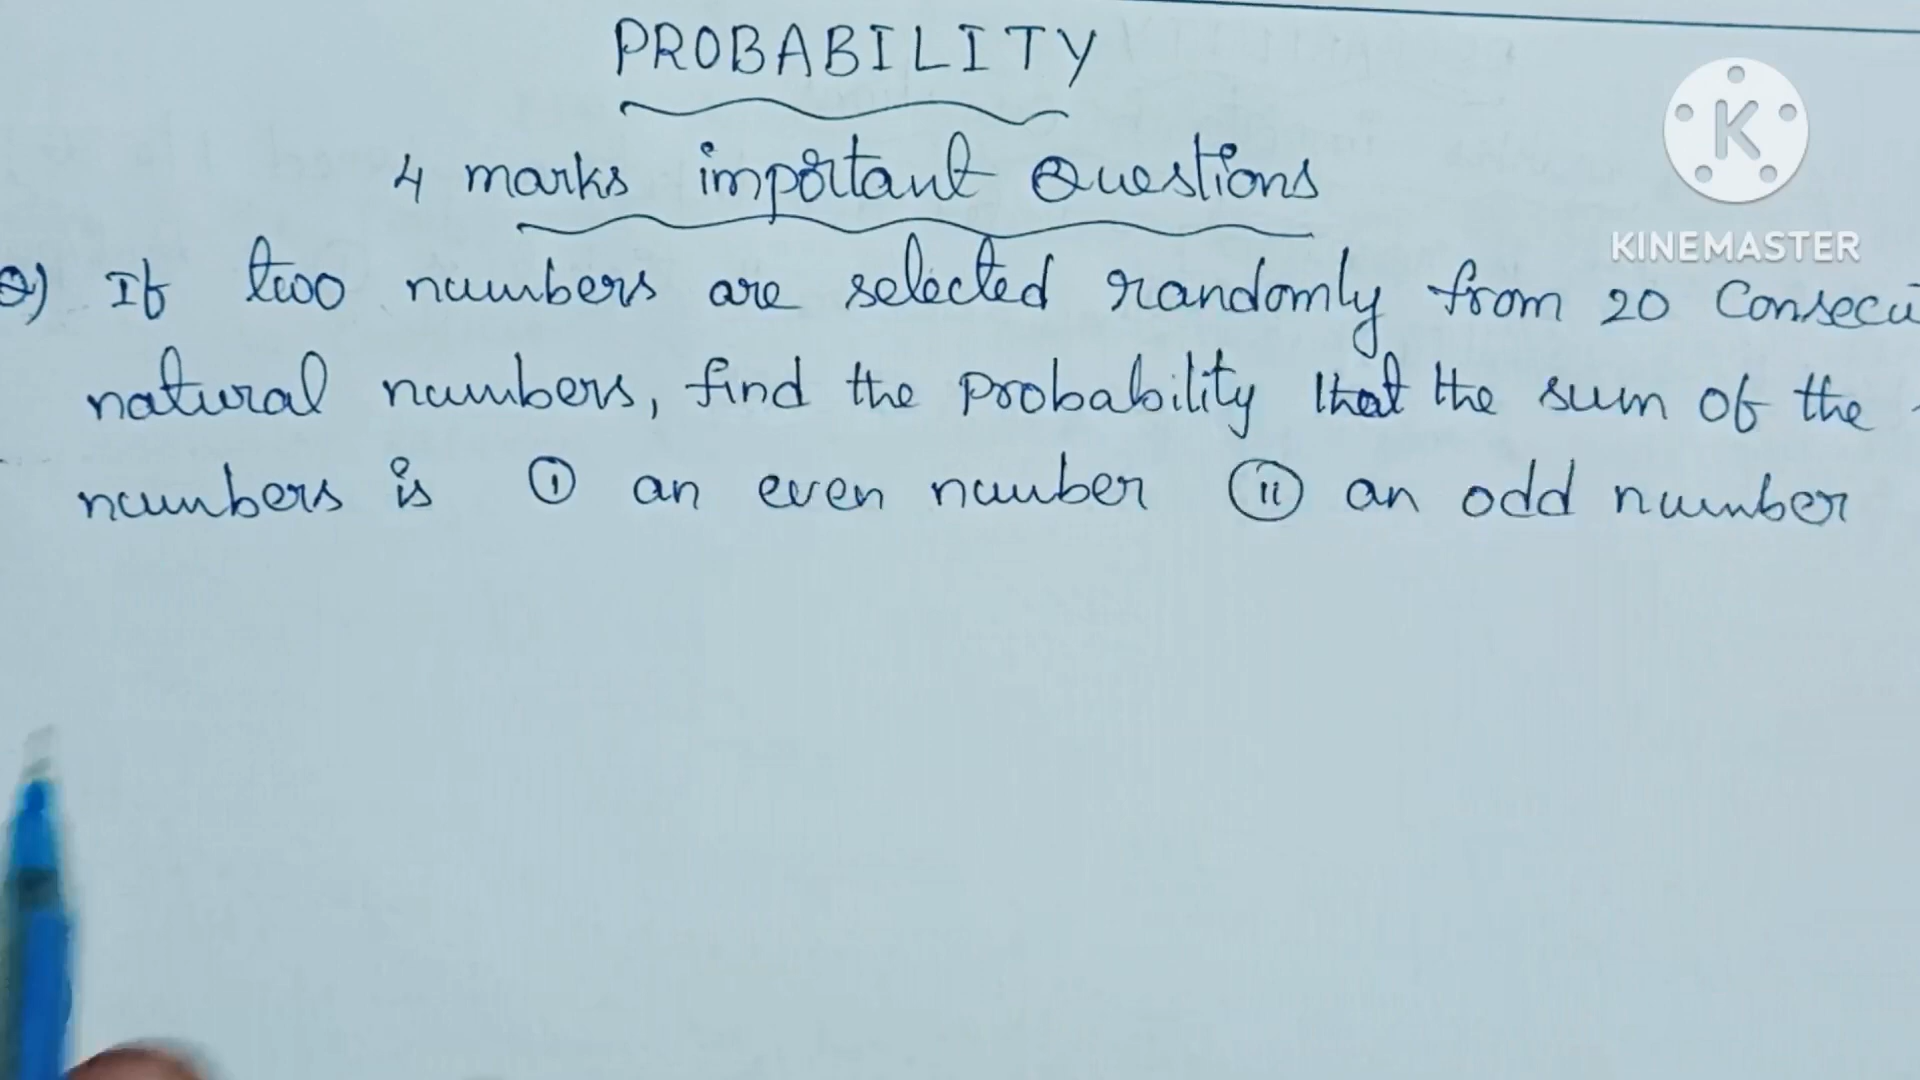 PROBABILITY
4 marks important Questions
Q) If two numbers are selected randomly from 20 Consecu
natural numbers, find the probability that the sum of the
numbers is (i) an even number (ii) an odd number
K
KINEMASTER